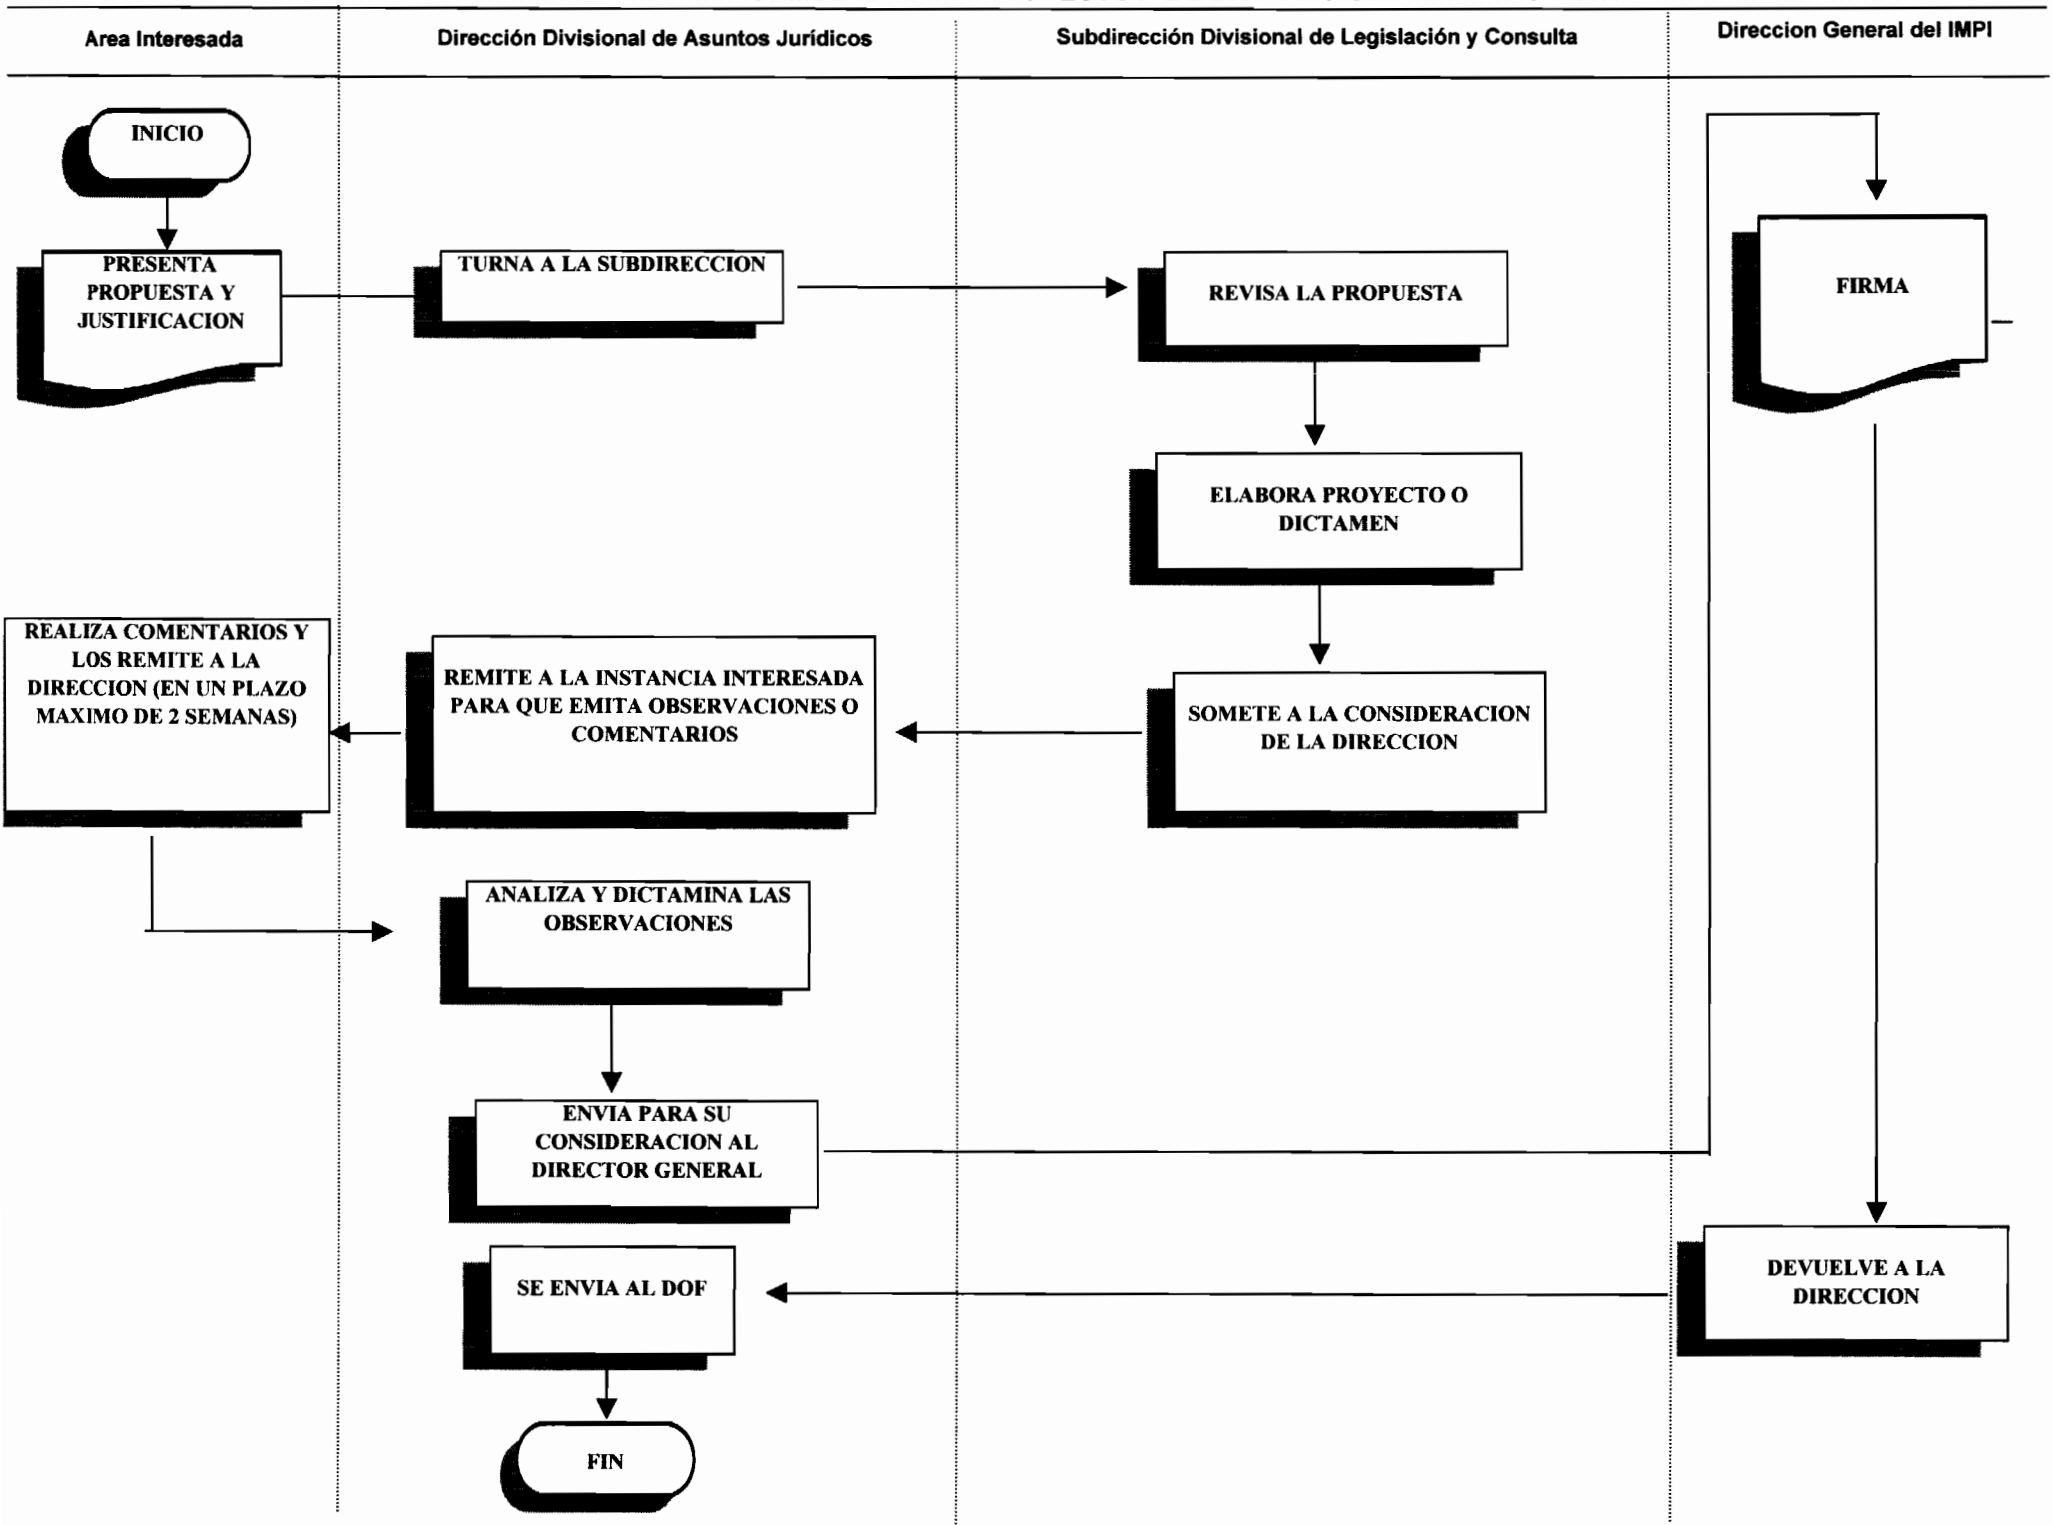 Area Interesada
Dirección Divisional de Asuntos Jurídicos
Subdirección Divisional de Legislación y Consulta
Direccion General del IMPI
INICIO
PRESENTA
PROPUESTA Y
JUSTIFICACION
TURNA A LA SUBDIRECCION
REVISA LA PROPUESTA
FIRMA
ELABORA PROYECTO O
DICTAMEN
REALIZA COMENTARIOS Y
LOS REMITE A LA
DIRECCION (EN UN PLAZO
MAXIMO DE 2 SEMANAS)
REMITE A LA INSTANCIA INTERESADA
PARA QUE EMITA OBSERVACIONES O
COMENTARIOS
SOMETE A LA CONSIDERACION
DE LA DIRECCION
ANALIZA Y DICTAMINA LAS
OBSERVACIONES
ENVIA PARA SU
CONSIDERACION AL
DIRECTOR GENERAL
SE ENVIA AL DOF
DEVUELVE A LA
DIRECCION
FIN